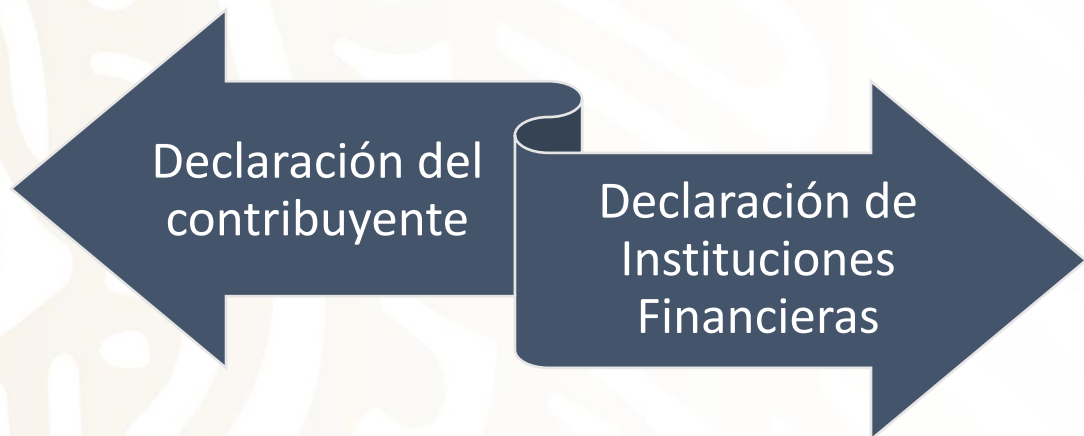 Declaración del
contribuyente
Declaración de
Instituciones
Financieras